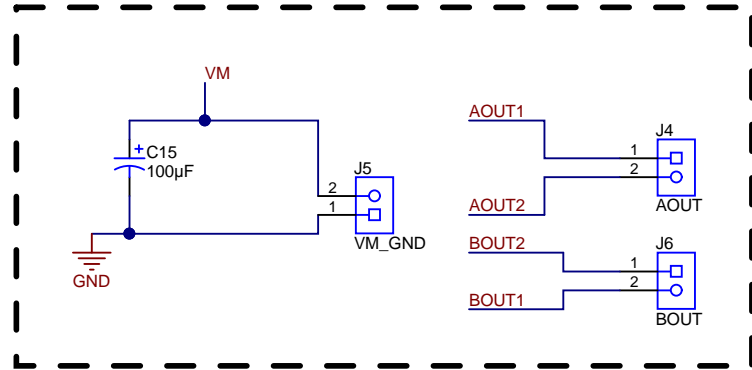 VM
+
C15
100µF
GND
J5
2
1
VM_GND
AOUT1
AOUT2
J4
1
2
AOUT
BOUT2
BOUT1
J6
1
2
BOUT